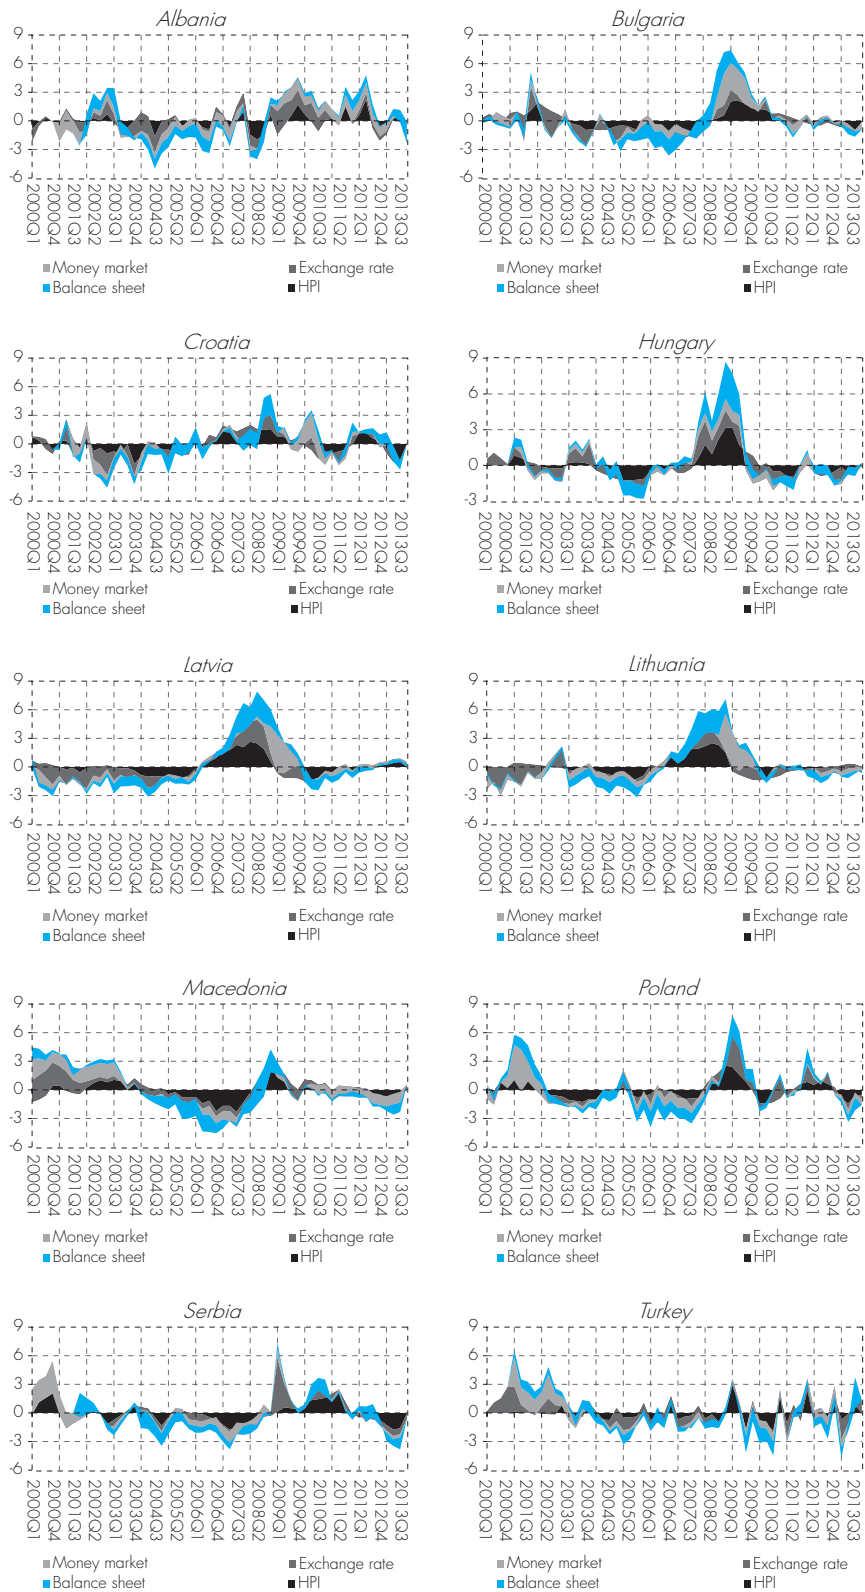 Albania
9
6
3
0
-3
-6
2000Q1 2000Q4 2001Q3 2002Q2 2003Q1 2003Q4 2004Q3 2005Q2 2006Q1 2006Q4 2007Q3 2008Q2 2009Q1 2009Q4 2010Q3 2011Q2 2012Q1 2012Q4 2013Q3
Money market Exchange rate
Balance sheet HPI
Bulgaria
9
6
3
0
-3
-6
2000Q1 2000Q4 2001Q3 2002Q2 2003Q1 2003Q4 2004Q3 2005Q2 2006Q1 2006Q4 2007Q3 2008Q2 2009Q1 2009Q4 2010Q3 2011Q2 2012Q1 2012Q4 2013Q3
Money market Exchange rate
Balance sheet HPI
Croatia
9
6
3
0
-3
-6
2000Q1 2000Q4 2001Q3 2002Q2 2003Q1 2003Q4 2004Q3 2005Q2 2006Q1 2006Q4 2007Q3 2008Q2 2009Q1 2009Q4 2010Q3 2011Q2 2012Q1 2012Q4 2013Q3
Money market Exchange rate
Balance sheet HPI
Hungary
9
6
3
0
-3
2000Q1 2000Q4 2001Q3 2002Q2 2003Q1 2003Q4 2004Q3 2005Q2 2006Q1 2006Q4 2007Q3 2008Q2 2009Q1 2009Q4 2010Q3 2011Q2 2012Q1 2012Q4 2013Q3
Money market Exchange rate
Balance sheet HPI
Latvia
9
6
3
0
-3
-6
2000Q1 2000Q4 2001Q3 2002Q2 2003Q1 2003Q4 2004Q3 2005Q2 2006Q1 2006Q4 2007Q3 2008Q2 2009Q1 2009Q4 2010Q3 2011Q2 2012Q1 2012Q4 2013Q3
Money market Exchange rate
Balance sheet HPI
Lithuania
9
6
3
0
-3
-6
2000Q1 2000Q4 2001Q3 2002Q2 2003Q1 2003Q4 2004Q3 2005Q2 2006Q1 2006Q4 2007Q3 2008Q2 2009Q1 2009Q4 2010Q3 2011Q2 2012Q1 2012Q4 2013Q3
Money market Exchange rate
Balance sheet HPI
Macedonia
9
6
3
0
-3
-6
2000Q1 2000Q4 2001Q3 2002Q2 2003Q1 2003Q4 2004Q3 2005Q2 2006Q1 2006Q4 2007Q3 2008Q2 2009Q1 2009Q4 2010Q3 2011Q2 2012Q1 2012Q4 2013Q3
Money market Exchange rate
Balance sheet HPI
Poland
9
6
3
0
-3
-6
2000Q1 2000Q4 2001Q3 2002Q2 2003Q1 2003Q4 2004Q3 2005Q2 2006Q1 2006Q4 2007Q3 2008Q2 2009Q1 2009Q4 2010Q3 2011Q2 2012Q1 2012Q4 2013Q3
Money market Exchange rate
Balance sheet HPI
Serbia
9
6
3
0
-3
-6
2000Q1 2000Q4 2001Q3 2002Q2 2003Q1 2003Q4 2004Q3 2005Q2 2006Q1 2006Q4 2007Q3 2008Q2 2009Q1 2009Q4 2010Q3 2011Q2 2012Q1 2012Q4 2013Q3
Money market Exchange rate
Balance sheet HPI
Turkey
9
6
3
0
-3
-6
2000Q1 2000Q4 2001Q3 2002Q2 2003Q1 2003Q4 2004Q3 2005Q2 2006Q1 2006Q4 2007Q3 2008Q2 2009Q1 2009Q4 2010Q3 2011Q2 2012Q1 2012Q4 2013Q3
Money market Exchange rate
Balance sheet HPI